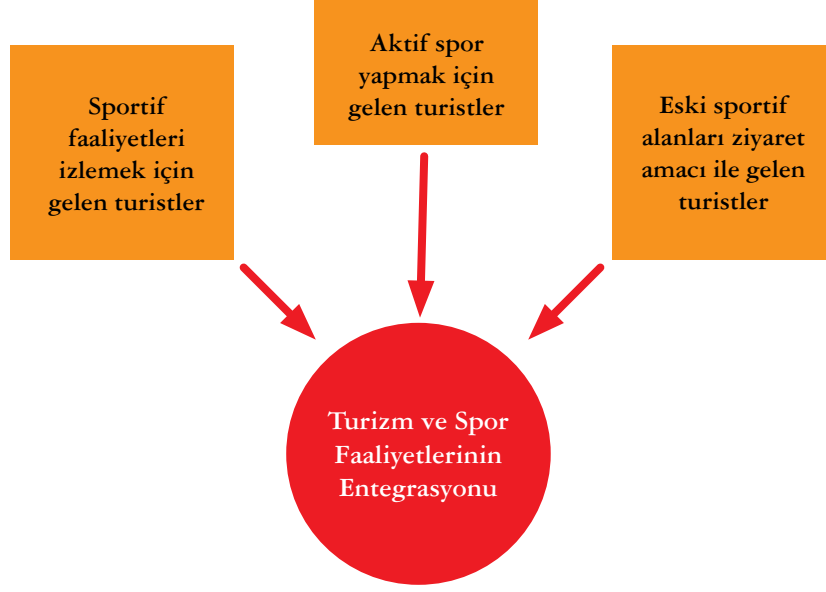 Sportif
faaliyetleri
izlemek için
gelen turistler
Aktif spor
yapmak için
gelen turistler
Eski sportif
alanları ziyaret
amacı ile gelen
turistler
Turizm ve Spor
Faaliyetlerinin
Entegrasyonu